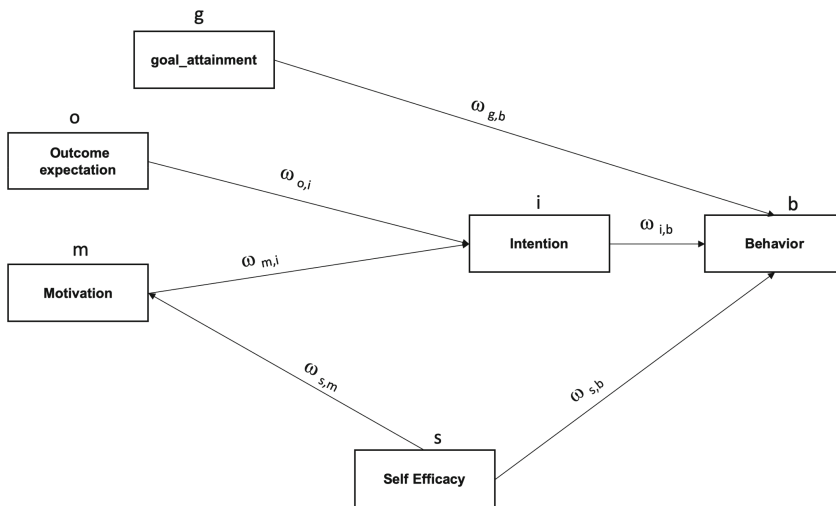 g
goal_attainment
ω g,b
o
Outcome
expectation
ω o,i
i
Intention
ω i,b
b
Behavior
m
Motivation
ω m,i
ω s,m
ω s,b
s
Self Efficacy